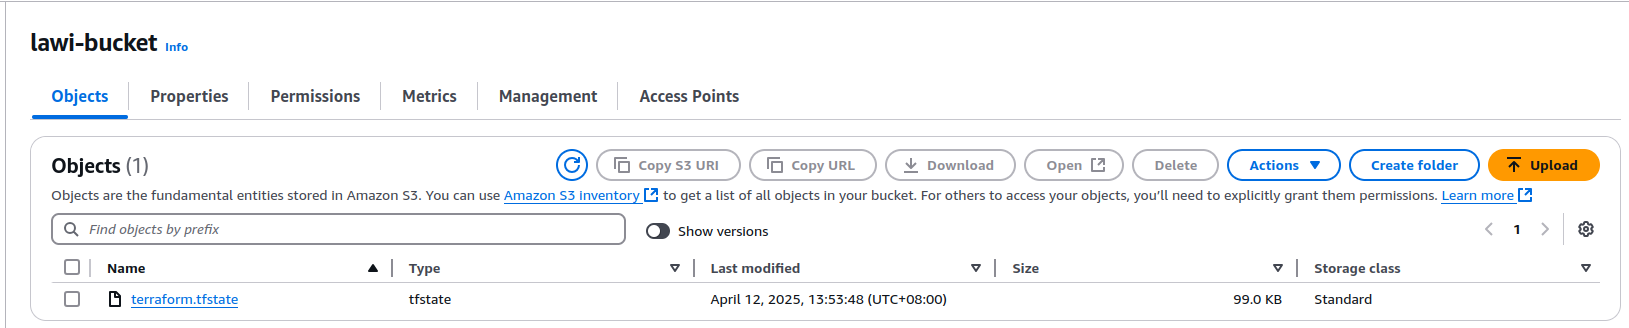 lawi-bucket Info
Objects Properties Permissions Metrics Management Access Points
Objects (1) Copy S3 URI Copy URL Download Open Delete Actions Create folder Upload
Objects are the fundamental entities stored in Amazon S3. You can use Amazon S3 inventory to get a list of all objects in your bucket. For others to access your objects, you'll need to explicitly grant them permissions. Learn more
Find objects by prefix Show versions 1
Name Type Last modified Size Storage class
terraform.tfstate tfstate April 12, 2025, 13:53:48 (UTC+08:00) 99.0 KB Standard